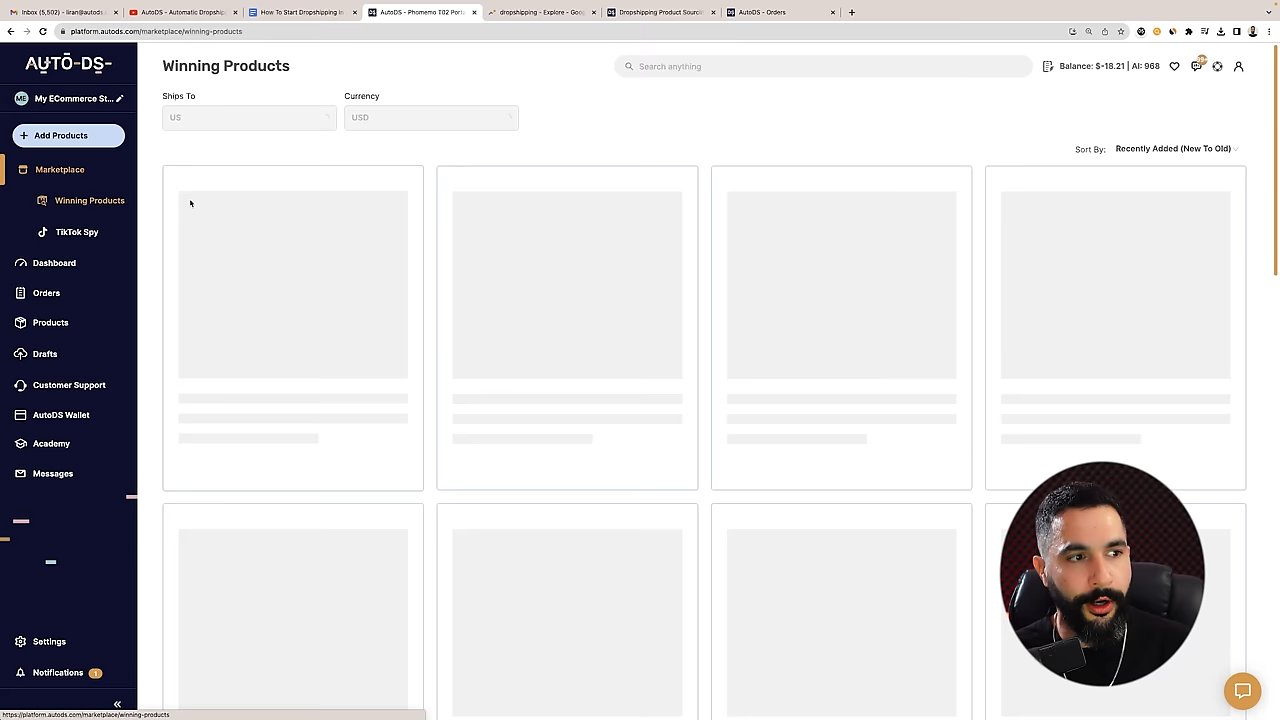 Inbox (5,502) - liran@autods
AutoDS - Automatic Dropship
How To Start Dropshipping In
AutoDS - Phomemo T02 Porta
dropshipping - Explore - Goo
Dropshipping Product Sourci
AutoDS - Orders
platform.autods.com/marketplace/winning-products
AUTO-DS-
Winning Products
Search anything
Balance: $-18.21 | AI: 968
ME
My ECommerce St...
Ships To
Currency
US
USD
Add Products
Sort By:
Recently Added (New To Old)
Marketplace
Winning Products
TikTok Spy
Dashboard
Orders
Products
Drafts
Customer Support
AutoDS Wallet
Academy
Messages
Settings
Notifications
1
https://platform.autods.com/marketplace/winning-products